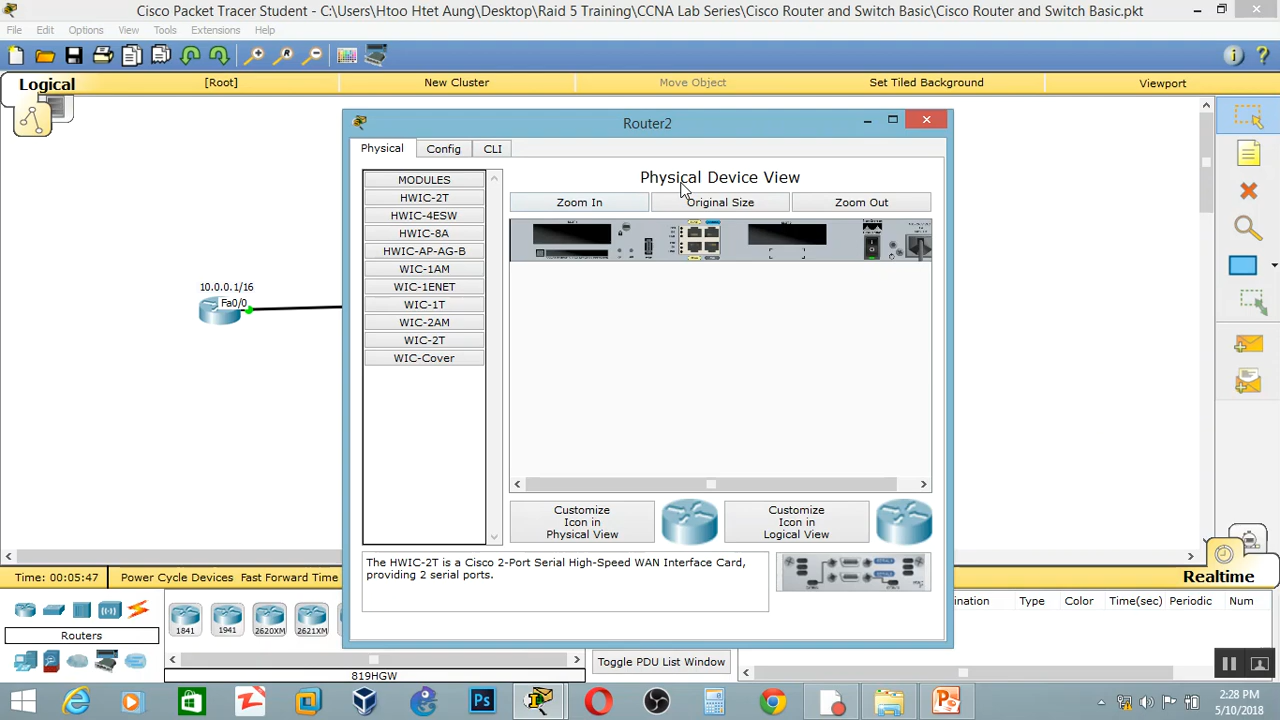 Cisco Packet Tracer Student - C:\Users\Htoo Htet Aung\Desktop\Raid 5 Training\CCNA Lab Series\Cisco Router and Switch Basic\Cisco Router and Switch Basic.pkt
File Edit Options View Tools Extensions Help
Logical [Root] New Cluster Move Object Set Tiled Background Viewport
Router2
Physical Config CLI
MODULES
HWIC-2T
HWIC-4ESW
HWIC-8A
HWIC-AP-AG-B
WIC-1AM
WIC-1ENET
WIC-1T
WIC-2AM
WIC-2T
WIC-Cover
Physical Device View
Zoom In Original Size Zoom Out
10.0.0.1/16
Fa0/0
Customize
Icon in
Physical View
Customize
Icon in
Logical View
The HWIC-2T is a Cisco 2-Port Serial High-Speed WAN Interface Card,
providing 2 serial ports.
Time: 00:05:47 Power Cycle Devices Fast Forward Time
Realtime
Routers
1841 1941 2620XM 2621XM
819HGW
Toggle PDU List Window
ination Type Color Time(sec) Periodic Num
2:28 PM
5/10/2018